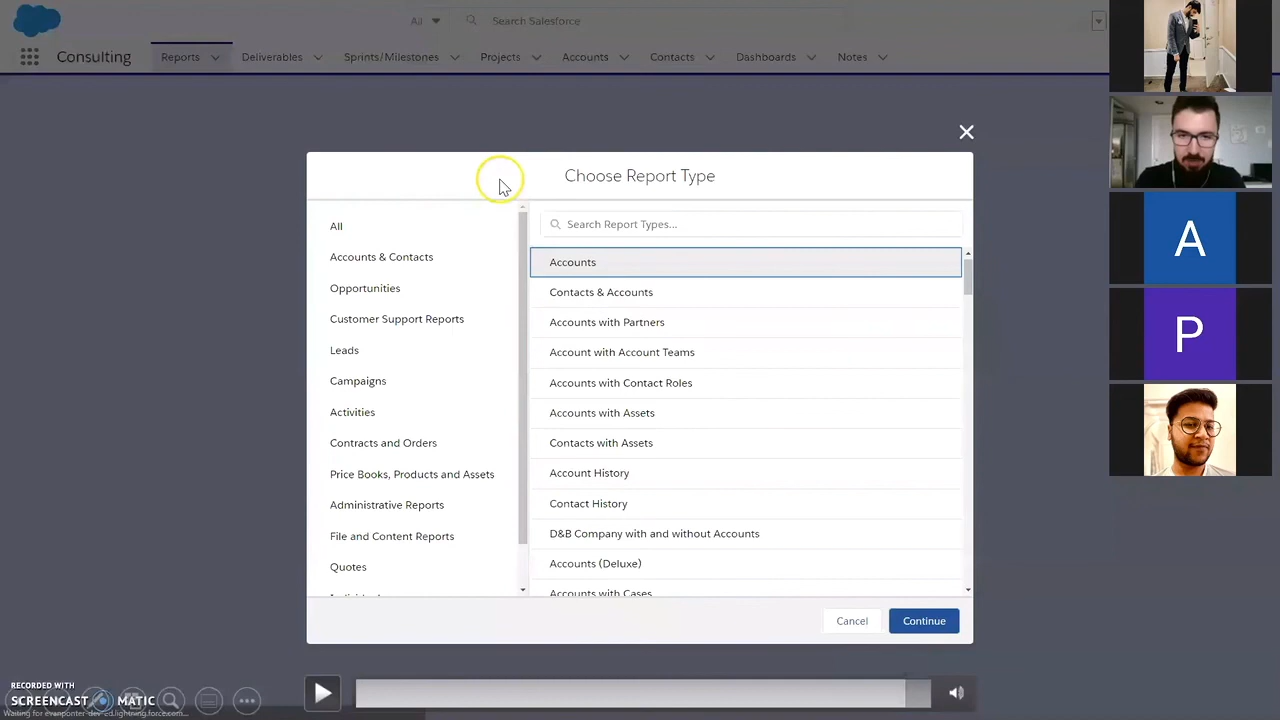 All
Search Salesforce
Consulting
Reports
Deliverables
Sprints/Milestones
Projects
Accounts
Contacts
Dashboards
Notes
Choose Report Type
All
Accounts & Contacts
Opportunities
Customer Support Reports
Leads
Campaigns
Activities
Contracts and Orders
Price Books, Products and Assets
Administrative Reports
File and Content Reports
Quotes
Search Report Types...
Accounts
Contacts & Accounts
Accounts with Partners
Account with Account Teams
Accounts with Contact Roles
Accounts with Assets
Contacts with Assets
Account History
Contact History
D&B Company with and without Accounts
Accounts (Deluxe)
Accounts with Cases
Cancel
Continue
A
P
RECORDED WITH
SCREENCAST MATIC